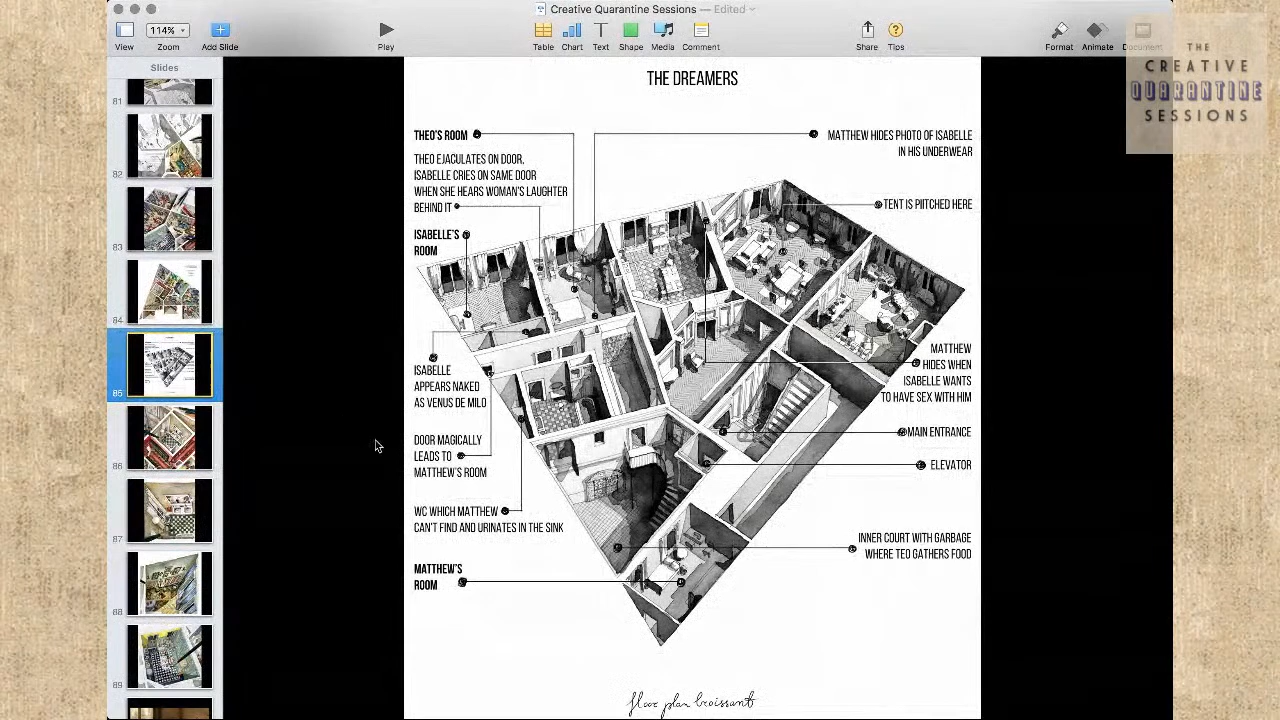 Creative Quarantine Sessions — Edited
114%
View
Zoom
Add Slide
Play
Table
Chart
Text
Shape
Media
Comment
Share
Tips
Format
Animate
Document
THE
CREATIVE
QUARANTINE
SESSIONS
Slides
81
82
83
84
85
86
87
88
89
THE DREAMERS
THEO'S ROOM
THEO EJACULATES ON DOOR.
ISABELLE CRIES ON SAME DOOR
WHEN SHE HEARS WOMAN'S LAUGHTER
BEHIND IT
ISABELLE'S
ROOM
ISABELLE
APPEARS NAKED
AS VENUS DE MILO
DOOR MAGICALLY
LEADS TO
MATTHEW'S ROOM
WC WHICH MATTHEW
CAN'T FIND AND URINATES IN THE SINK
MATTHEW'S
ROOM
MATTHEW HIDES PHOTO OF ISABELLE
IN HIS UNDERWEAR
TENT IS PIITCHED HERE
MATTHEW
HIDES WHEN
ISABELLE WANTS
TO HAVE SEX WITH HIM
MAIN ENTRANCE
ELEVATOR
INNER COURT WITH GARBAGE
WHERE TEO GATHERS FOOD
floor plan croissant